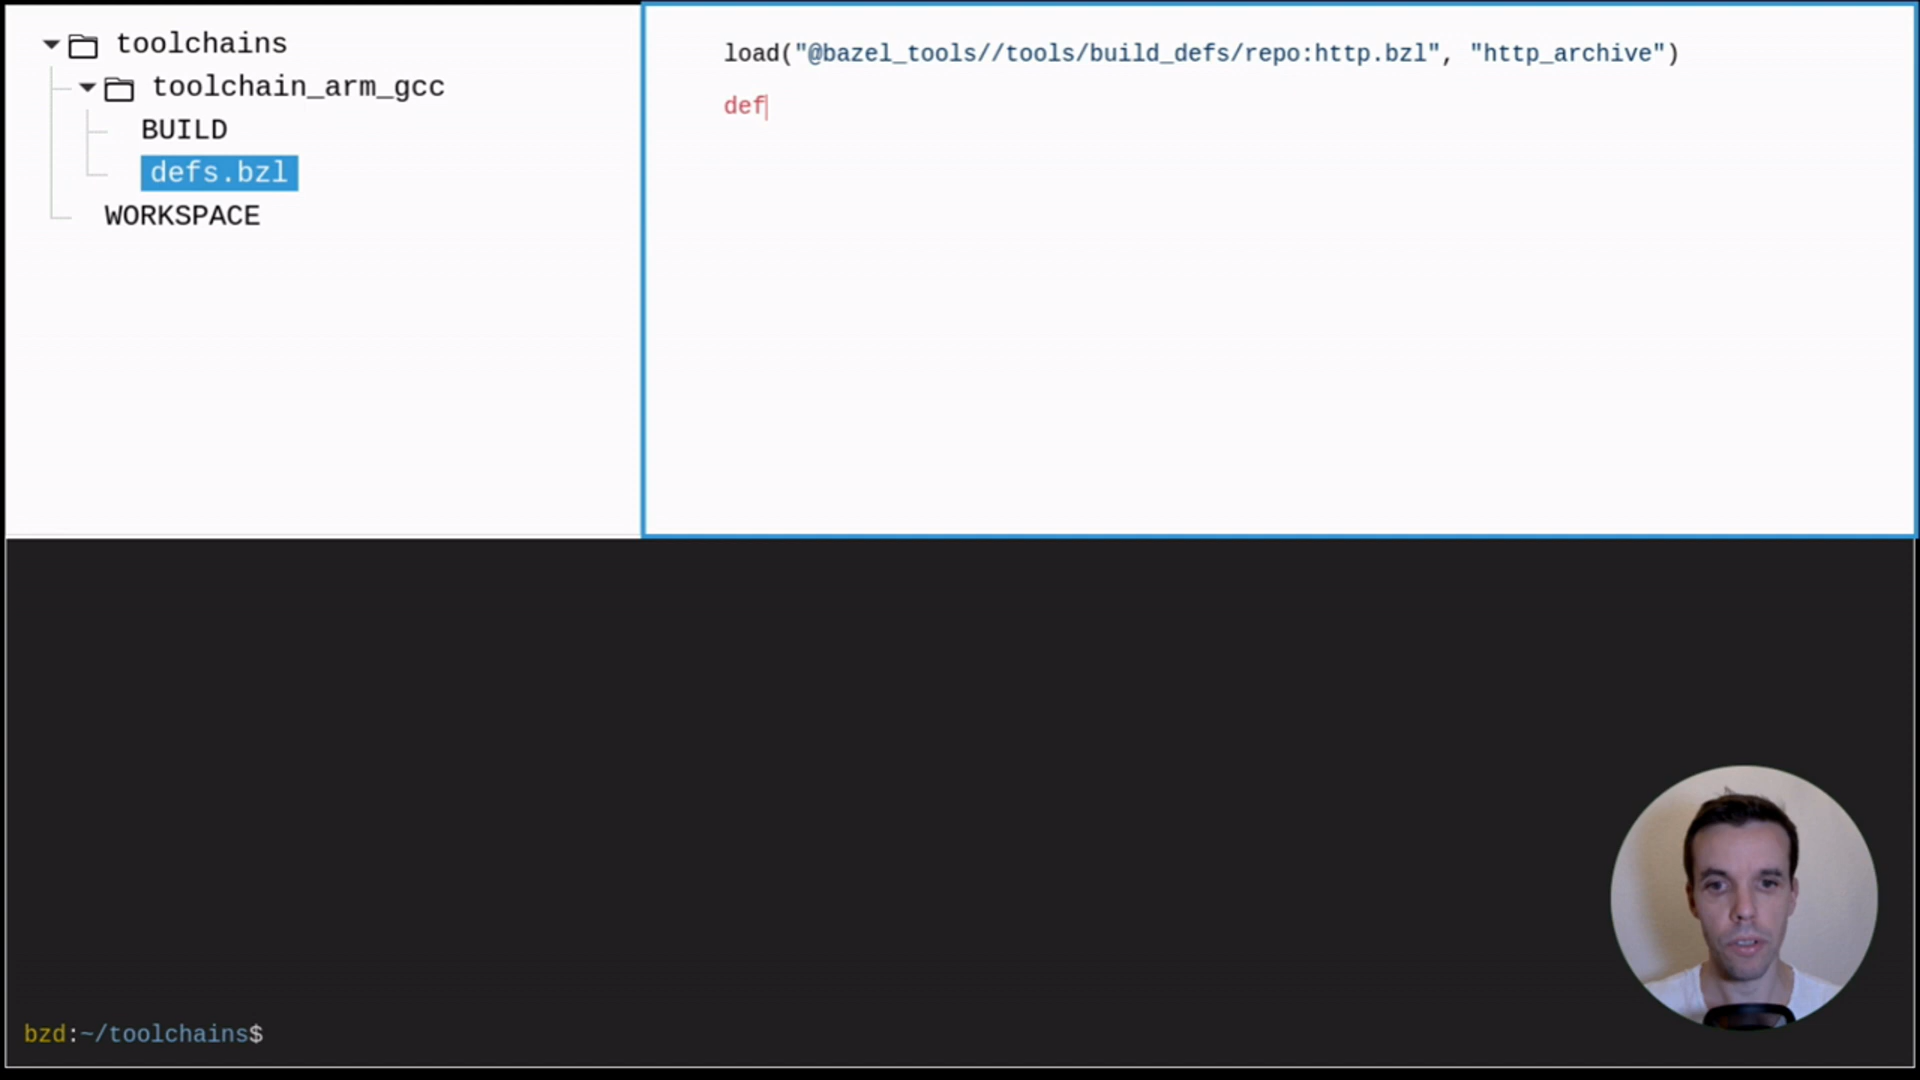 toolchains
toolchain_arm_gcc
BUILD
defs.bzl
WORKSPACE
load("@bazel_tools//tools/build_defs/repo:http.bzl", "http_archive")
def
bzd:~/toolchains$